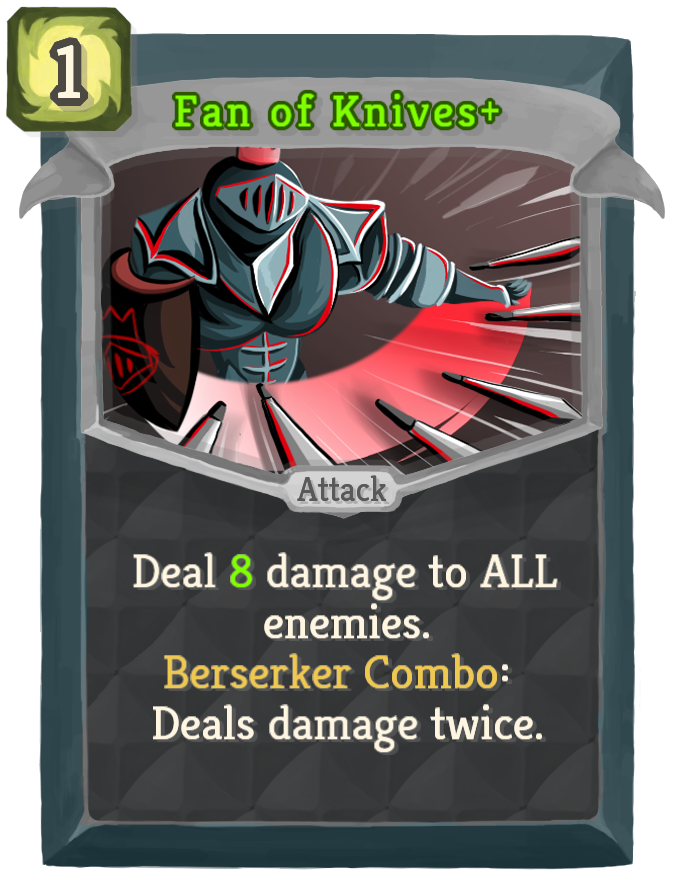 1
Fan of Knives+
Attack
Deal 8 damage to ALL
enemies.
Berserker Combo:
Deals damage twice.